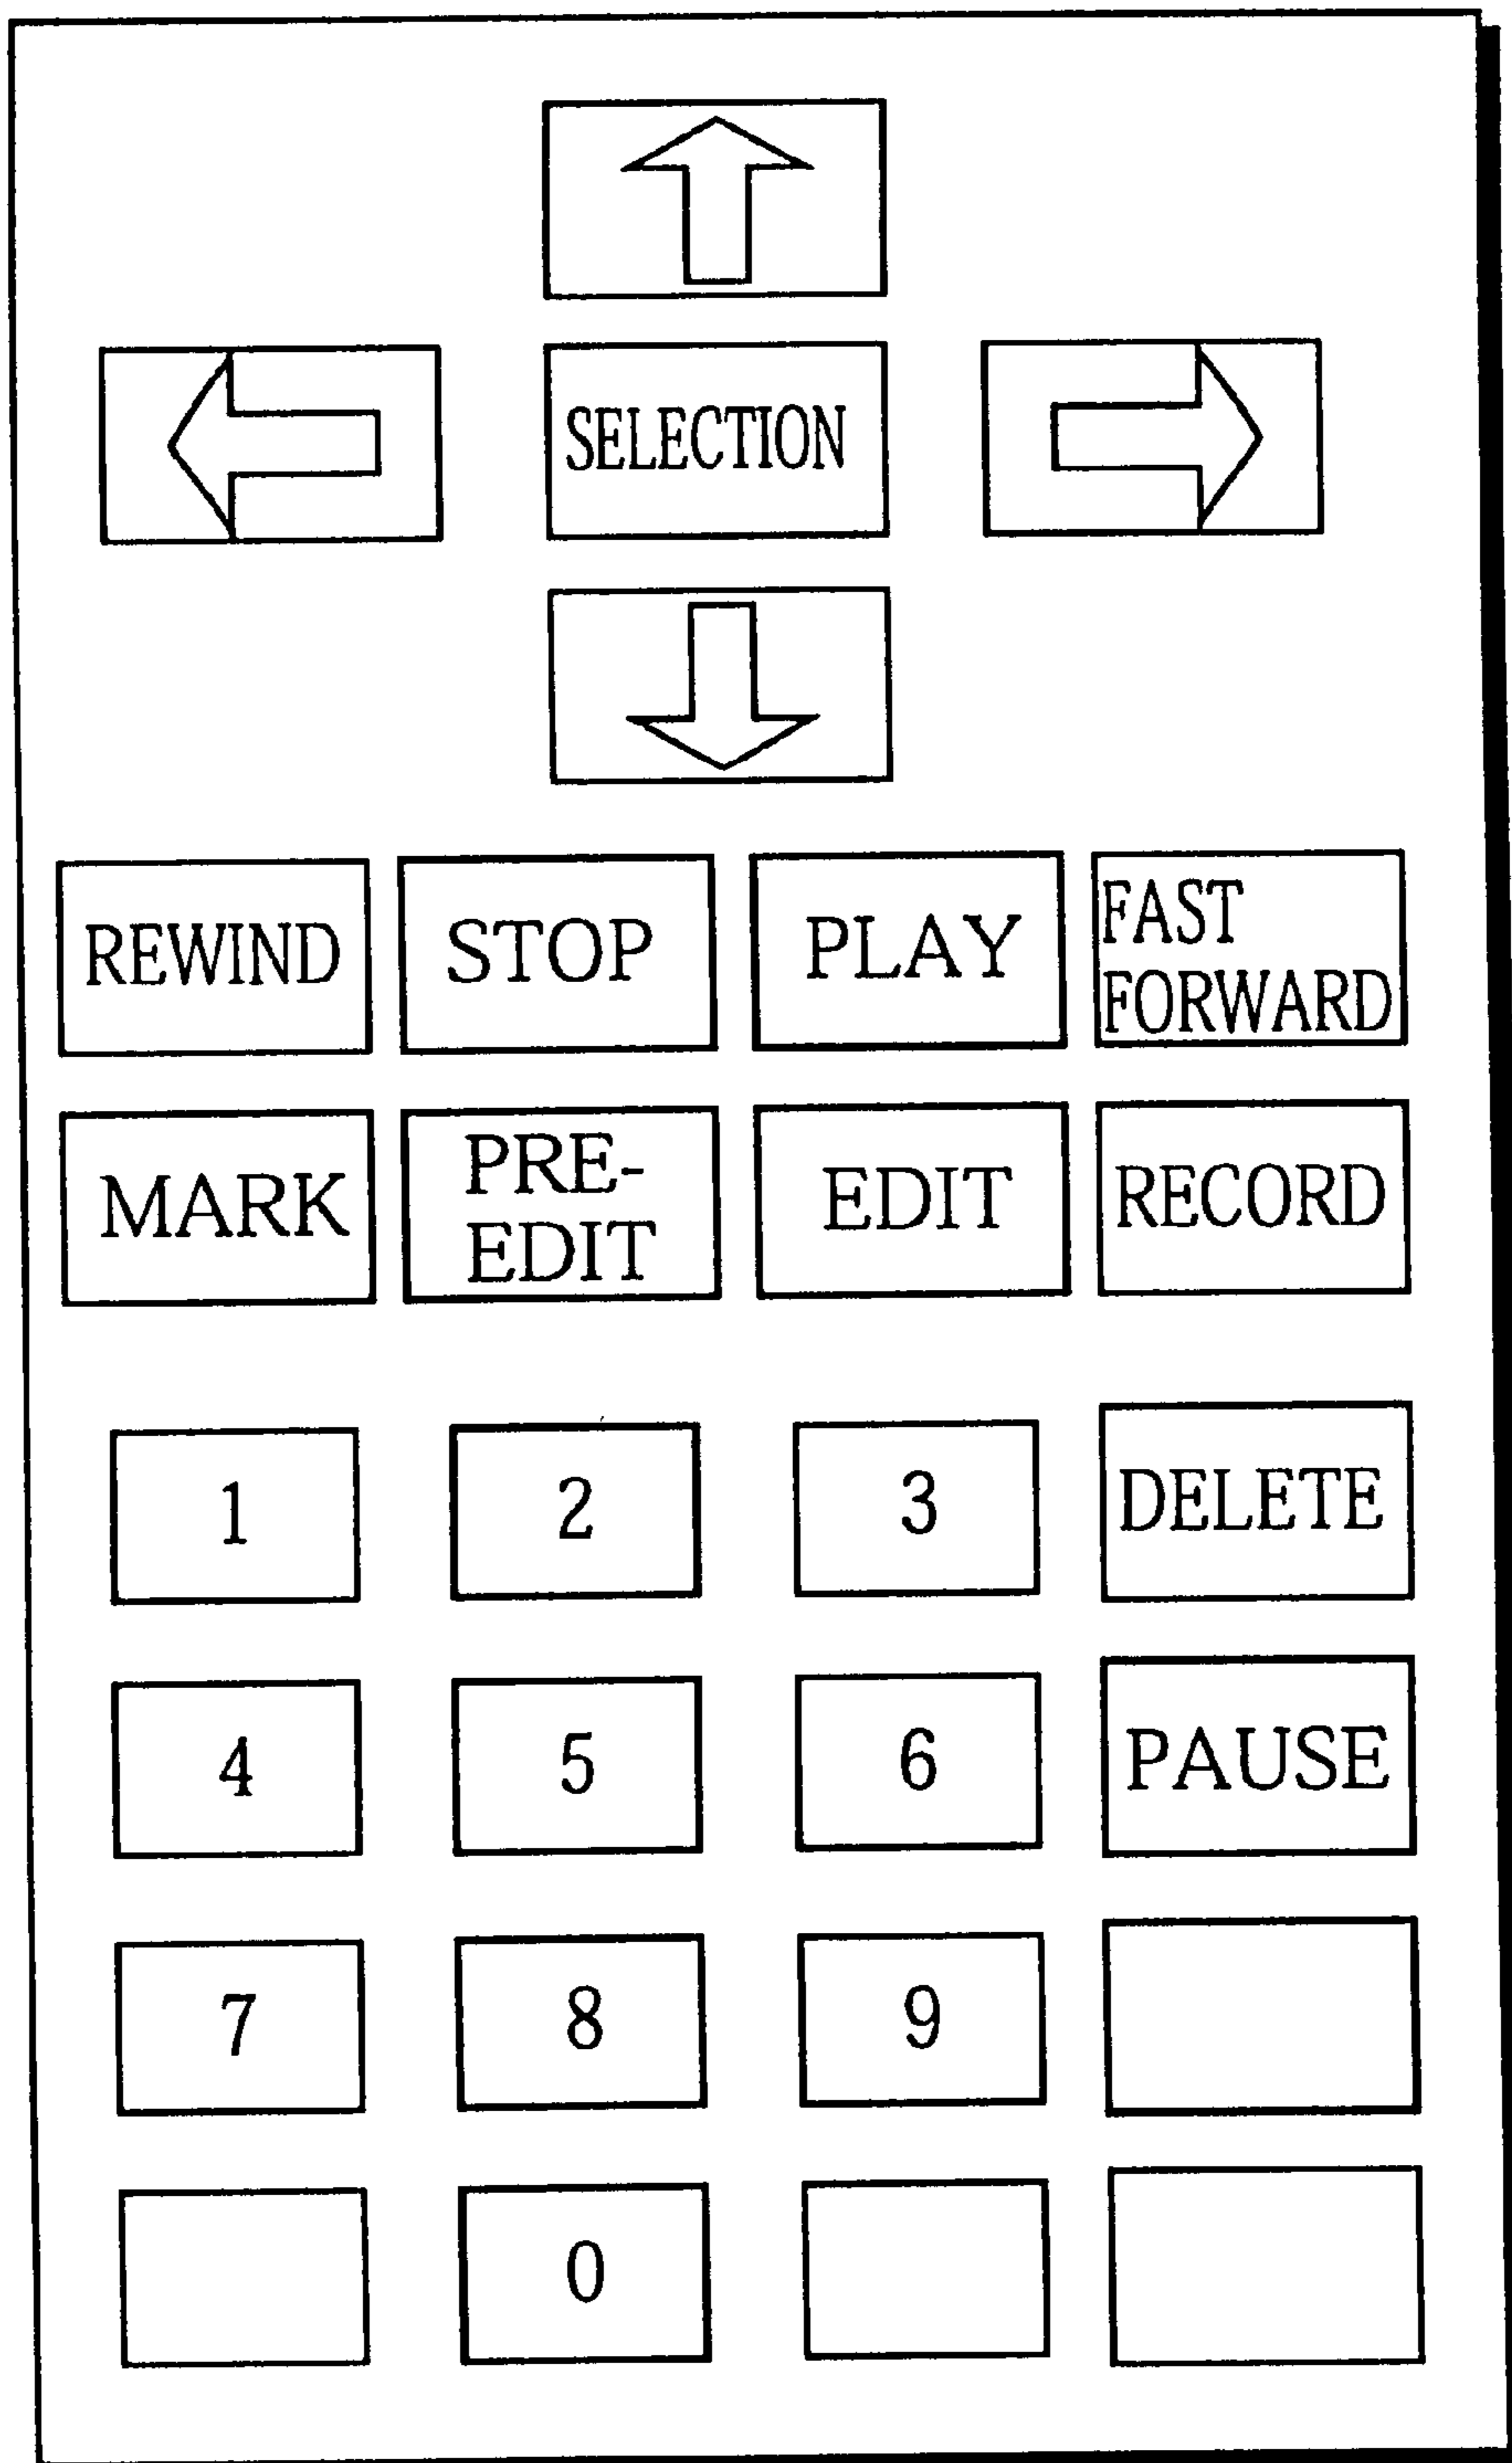 SELECTION
REWIND STOP PLAY FAST FORWARD
MARK PRE-EDIT EDIT RECORD
1 2 3 DELETE
4 5 6 PAUSE
7 8 9
0